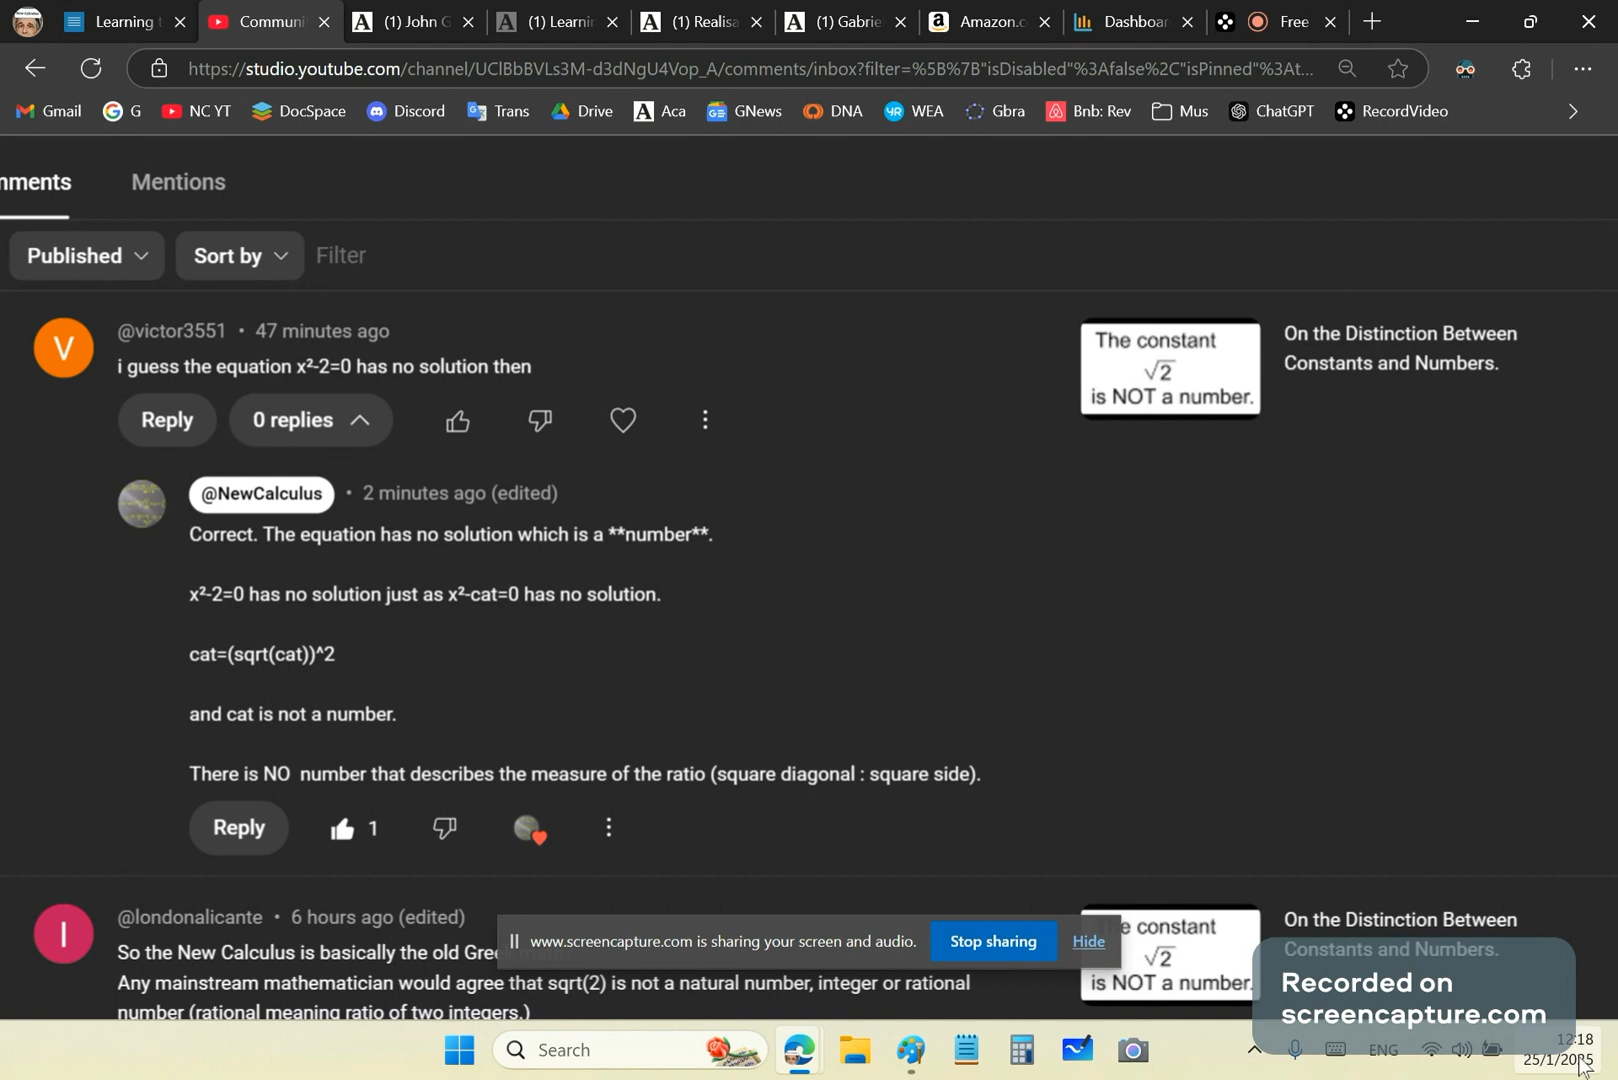 Learning
Communi
(1) John G
(1) Learnin
(1) Realisa
(1) Gabrie
Amazon.c
Dashboar
Free
https://studio.youtube.com/channel/UClBbBVLs3M-d3dNgU4Vop_A/comments/inbox?filter=%5B%7B"isDisabled"%3Afalse%2C"isPinned"%3At...
Gmail
G
NC YT
DocSpace
Discord
Trans
Drive
Aca
GNews
DNA
WEA
Gbra
Bnb: Rev
Mus
ChatGPT
RecordVideo
mments
Mentions
Published
Sort by
Filter
V
@victor3551 • 47 minutes ago
i guess the equation x²-2=0 has no solution then
Reply
0 replies
The constant
√2
is NOT a number.
On the Distinction Between
Constants and Numbers.
@NewCalculus • 2 minutes ago (edited)
Correct. The equation has no solution which is a **number**.
x²-2=0 has no solution just as x²-cat=0 has no solution.
cat=(sqrt(cat))^2
and cat is not a number.
There is NO number that describes the measure of the ratio (square diagonal : square side).
Reply
1
I
@londonalicante • 6 hours ago (edited)
So the New Calculus is basically the old
Any mainstream mathematician would agree that sqrt(2) is not a natural number, integer or rational
number (rational meaning ratio of two integers.)
www.screencapture.com is sharing your screen and audio.
Stop sharing
Hide
e constant
√2
is NOT a number.
On the Distinction Between
Constants and Numbers.
Recorded on
screencapture.com
Search
ENG
12:18
25/1/2025